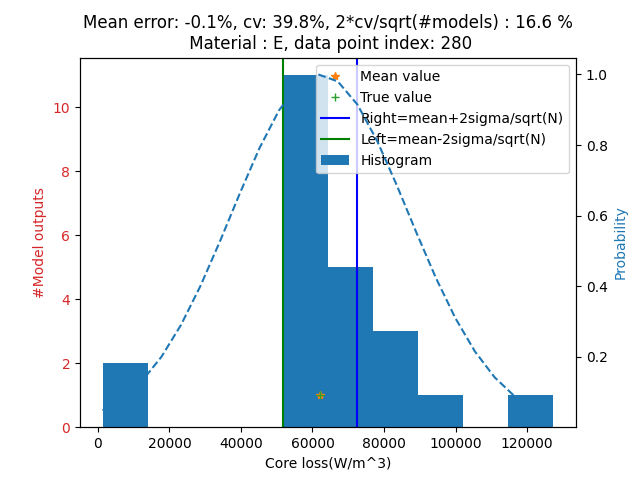 Mean error: -0.1%, cv: 39.8%, 2*cv/sqrt(#models) : 16.6 %
Material : E, data point index: 280
Mean value
True value
Right=mean+2sigma/sqrt(N)
Left=mean-2sigma/sqrt(N)
Histogram
#Model outputs
10
8
6
4
2
0
1.0
0.8
0.6
0.4
0.2
Probability
0 20000 40000 60000 80000 100000 120000
Core loss(W/m^3)